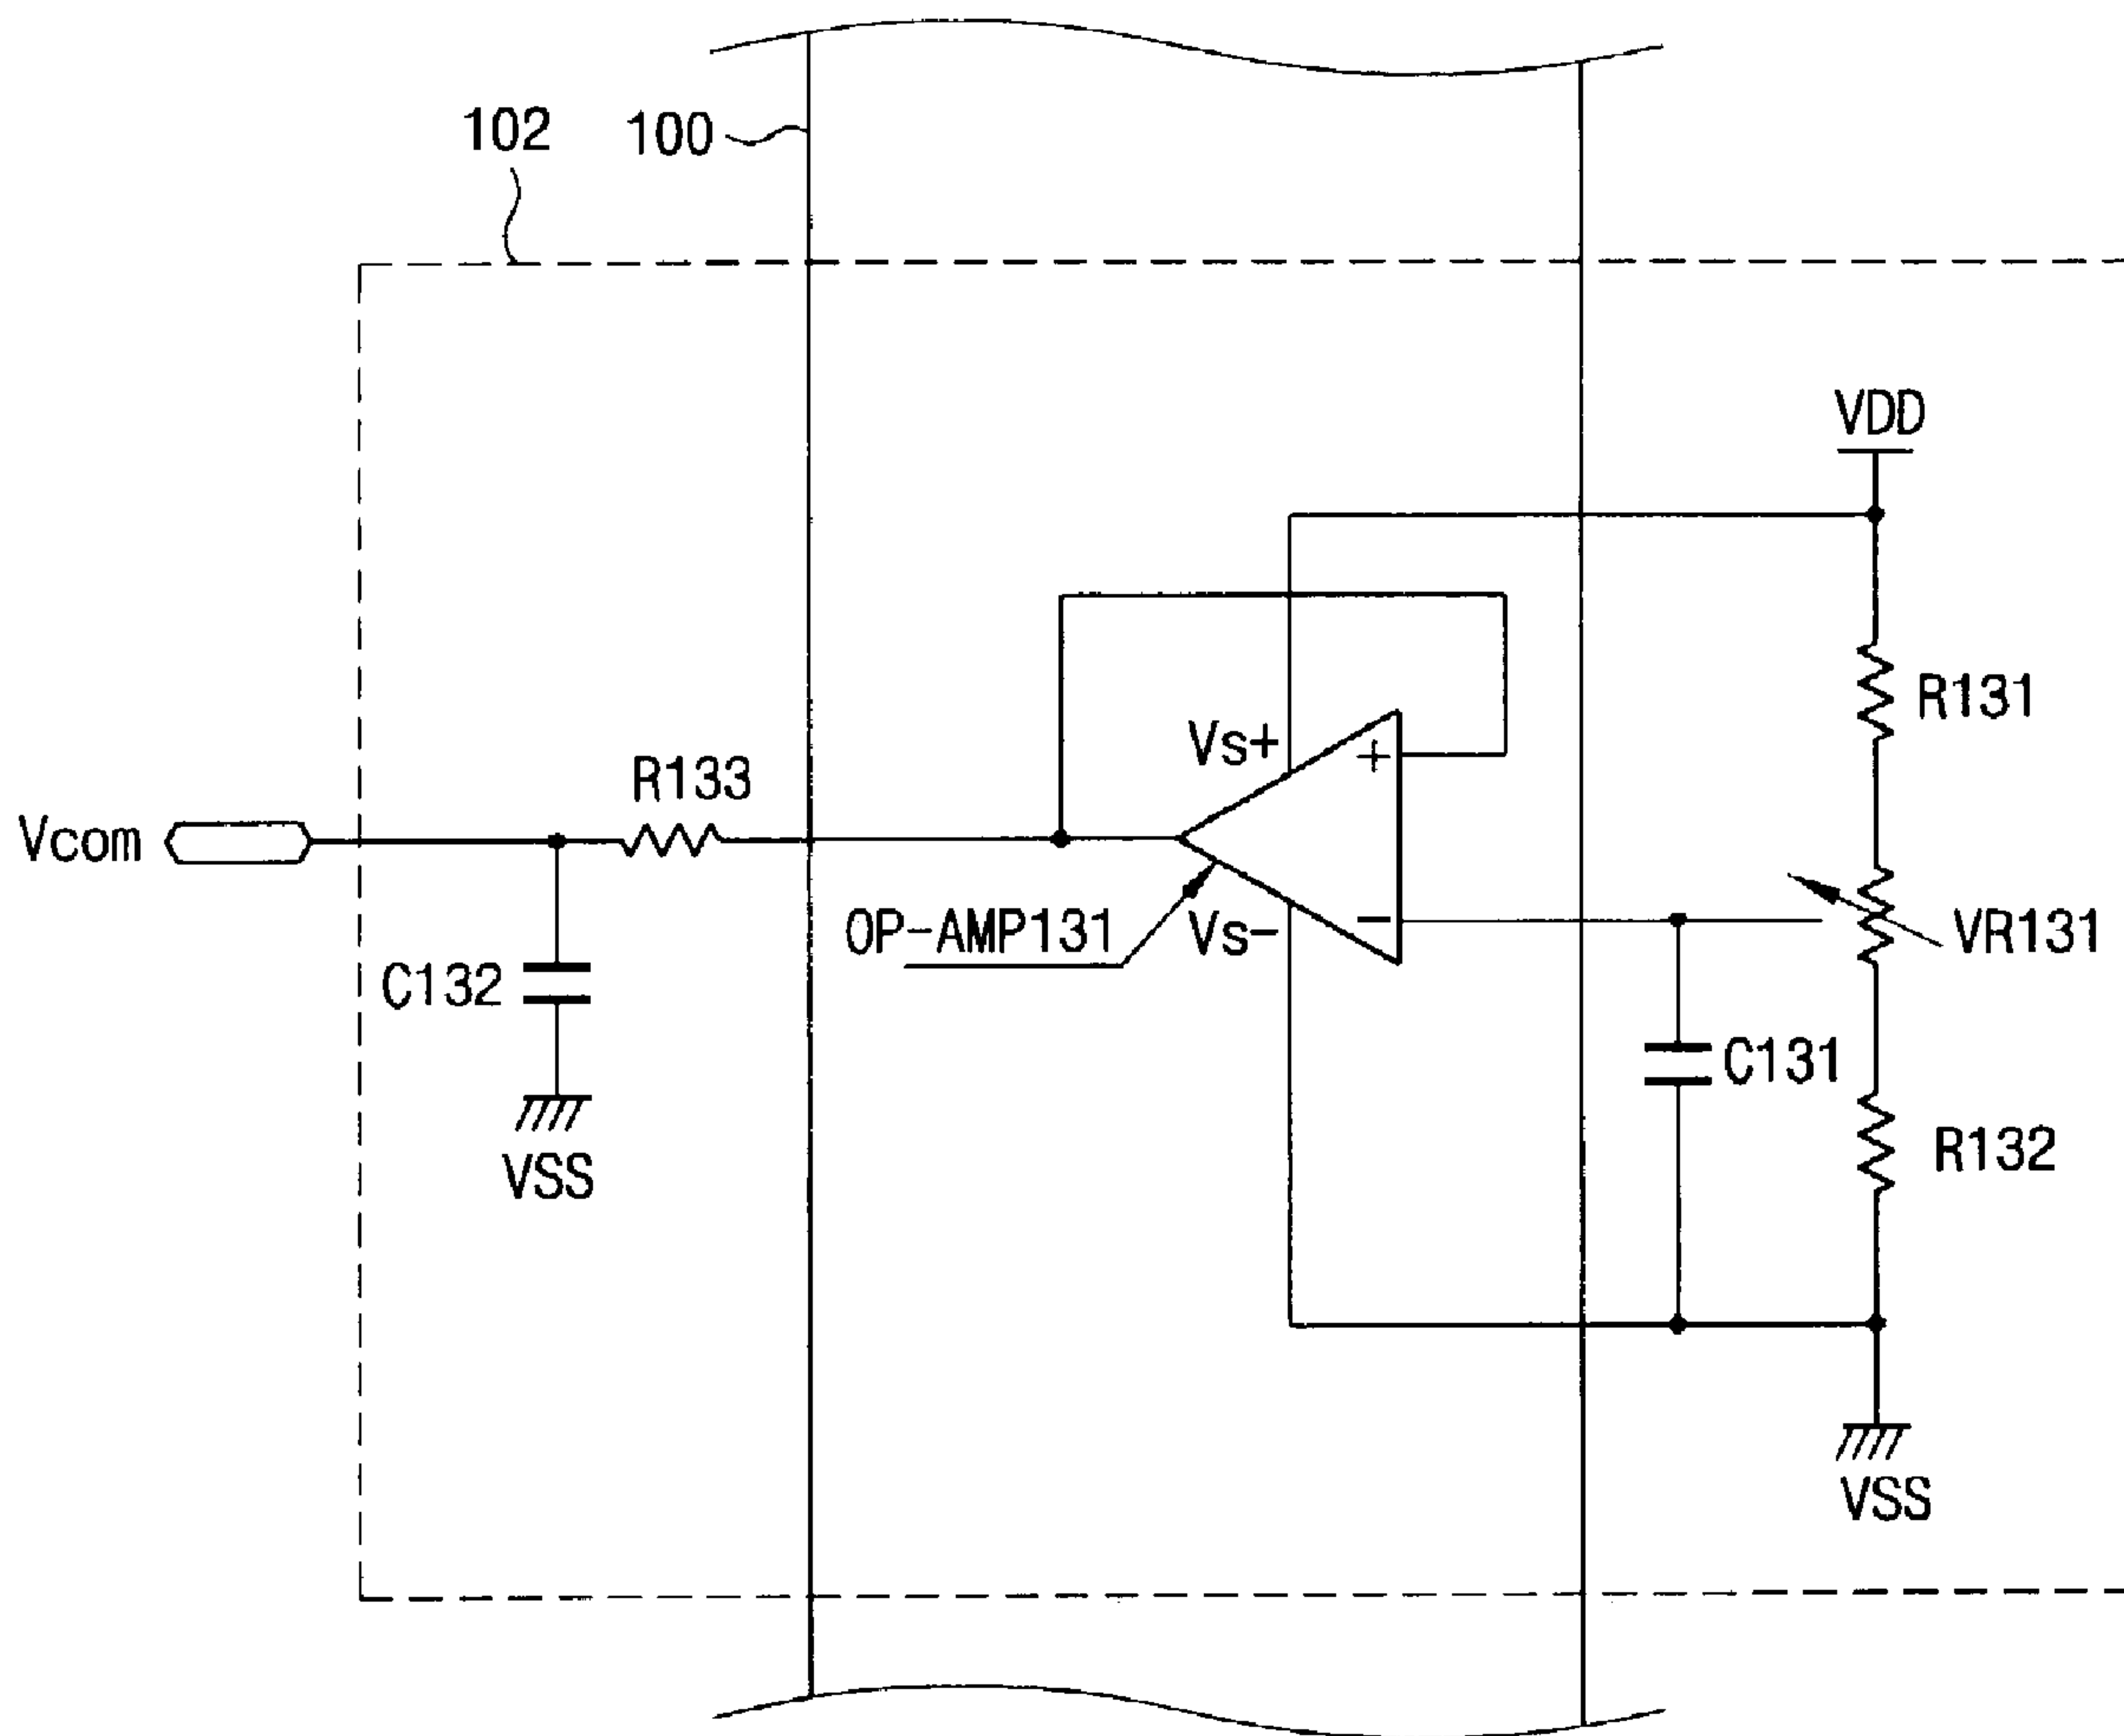 102
100
VDD
R131
Vs+
+
R133
Vcom
OP-AMP131
Vs-
-
VR131
C132
C131
R132
VSS
VSS